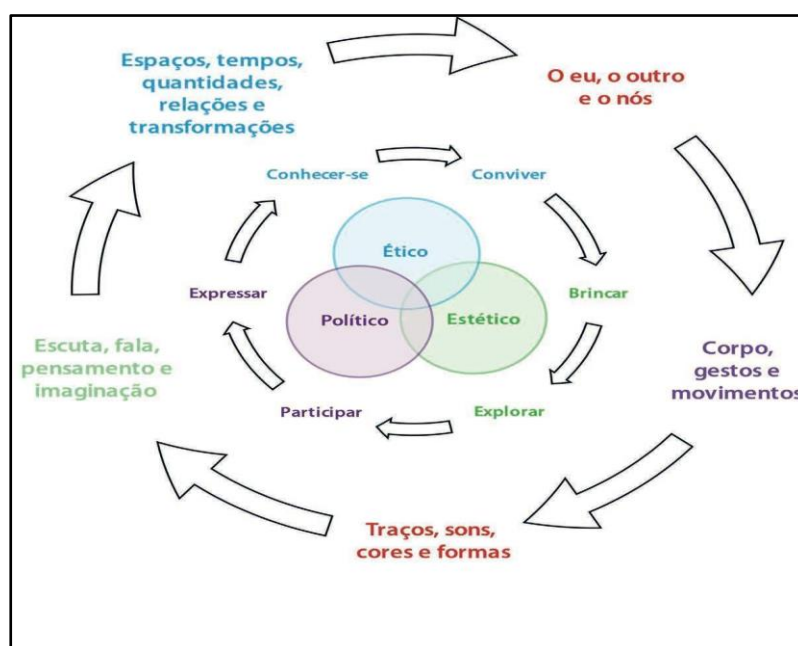 Espaços, tempos,
quantidades,
relações e
transformações
O eu, o outro
e o nós
Conhecer-se
Conviver
Ético
Expressar
Brincar
Político
Estético
Escuta, fala,
pensamento e
imaginação
Corpo,
gestos e
movimentos
Participar
Explorar
Traços, sons,
cores e formas